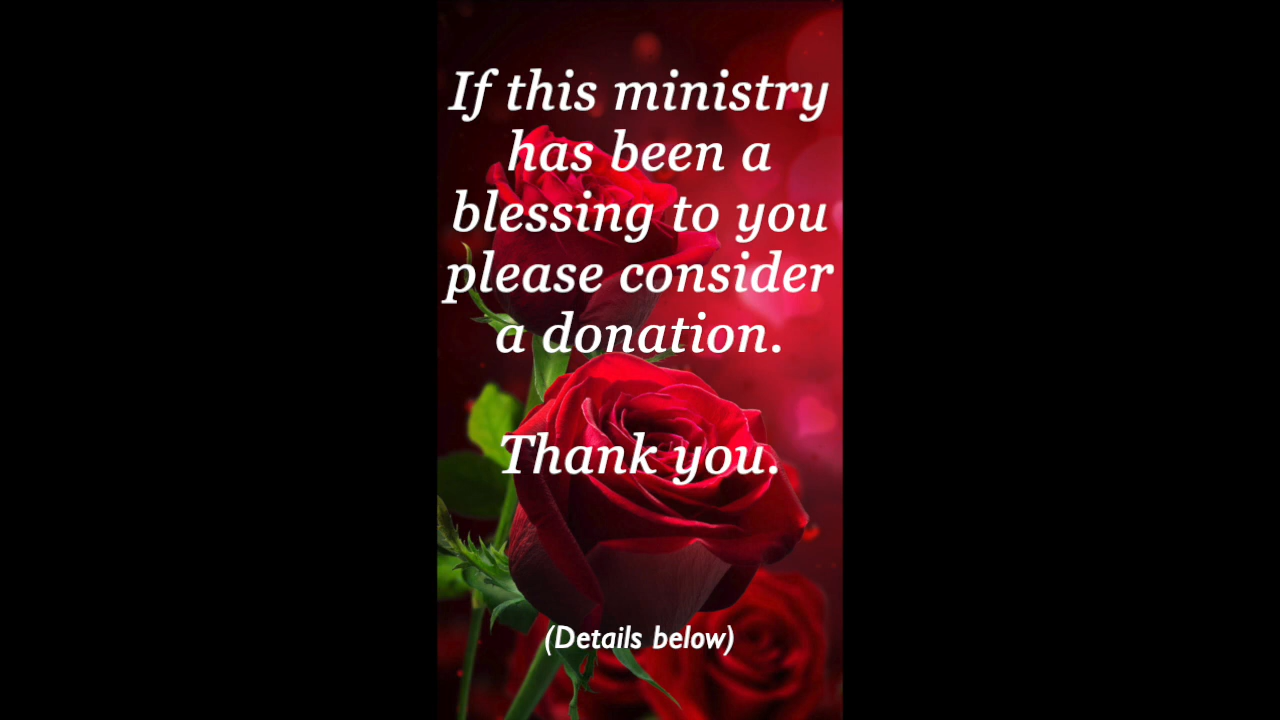 If this ministry
has been a
blessing to you
please consider
a donation.
Thank you.
(Details below)